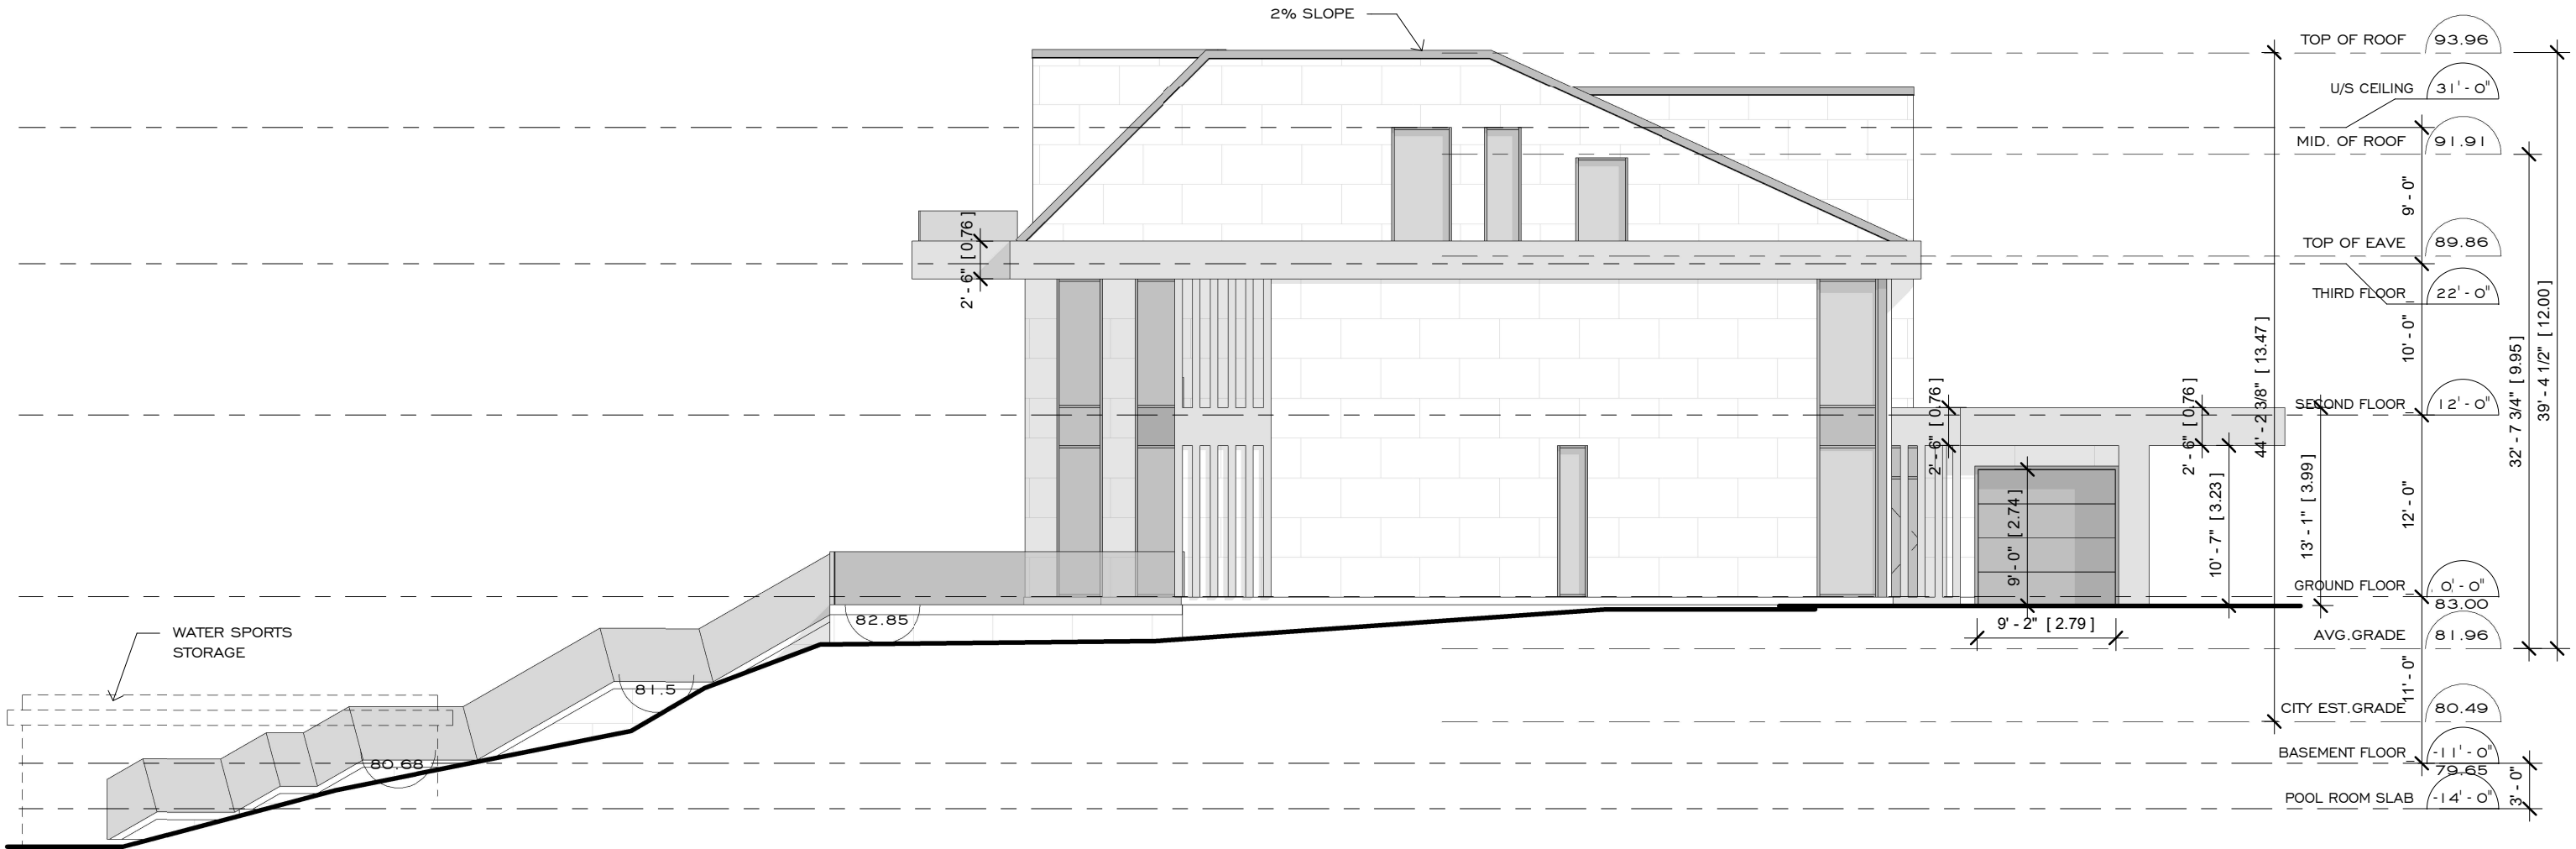 2% SLOPE
TOP OF ROOF 93.96
U/S CEILING 31'-0"
MID. OF ROOF 91.91
9'-0"
TOP OF EAVE 89.86
THIRD FLOOR 22'-0"
2'-6" [ 0.76 ]
10'-0"
44'-2 3/8" [ 13.47 ]
32'-7 3/4" [ 9.95 ]
39'-4 1/2" [ 12.00 ]
SECOND FLOOR 12'-0"
2'-6" [ 0.76 ]
2'-6" [ 0.76 ]
9'-0" [ 2.74 ]
10'-7" [ 3.23 ]
13'-1" [ 3.99 ]
12'-0"
GROUND FLOOR 0'-0"
83.00
82.85
9'-2" [ 2.79 ]
AVG.GRADE 81.96
WATER SPORTS
STORAGE
81.5
11'-0"
CITY EST.GRADE 80.49
80.68
BASEMENT FLOOR -11'-0"
79.65
3'-0"
POOL ROOM SLAB -14'-0"